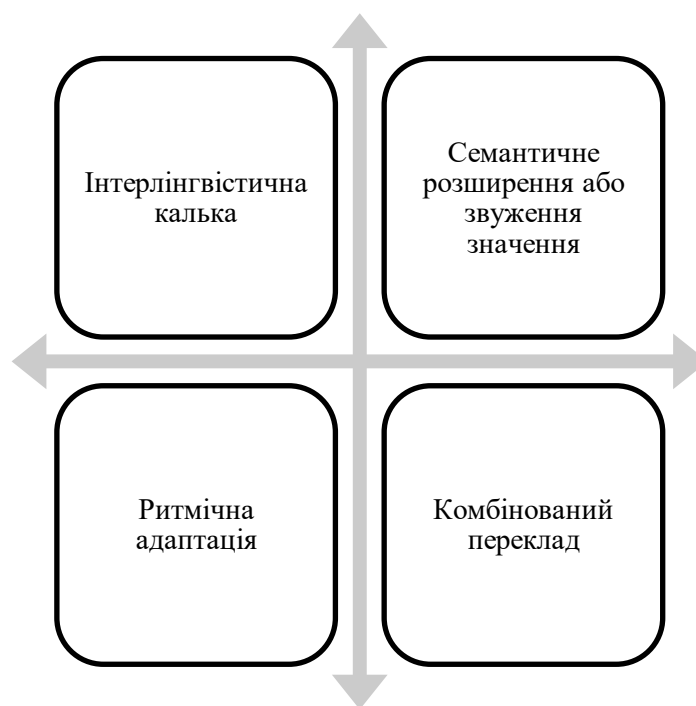 Інтерлінгвістична
калька
Семантичне
розширення або
звуження
значення
Ритмічна
адаптація
Комбінований
переклад